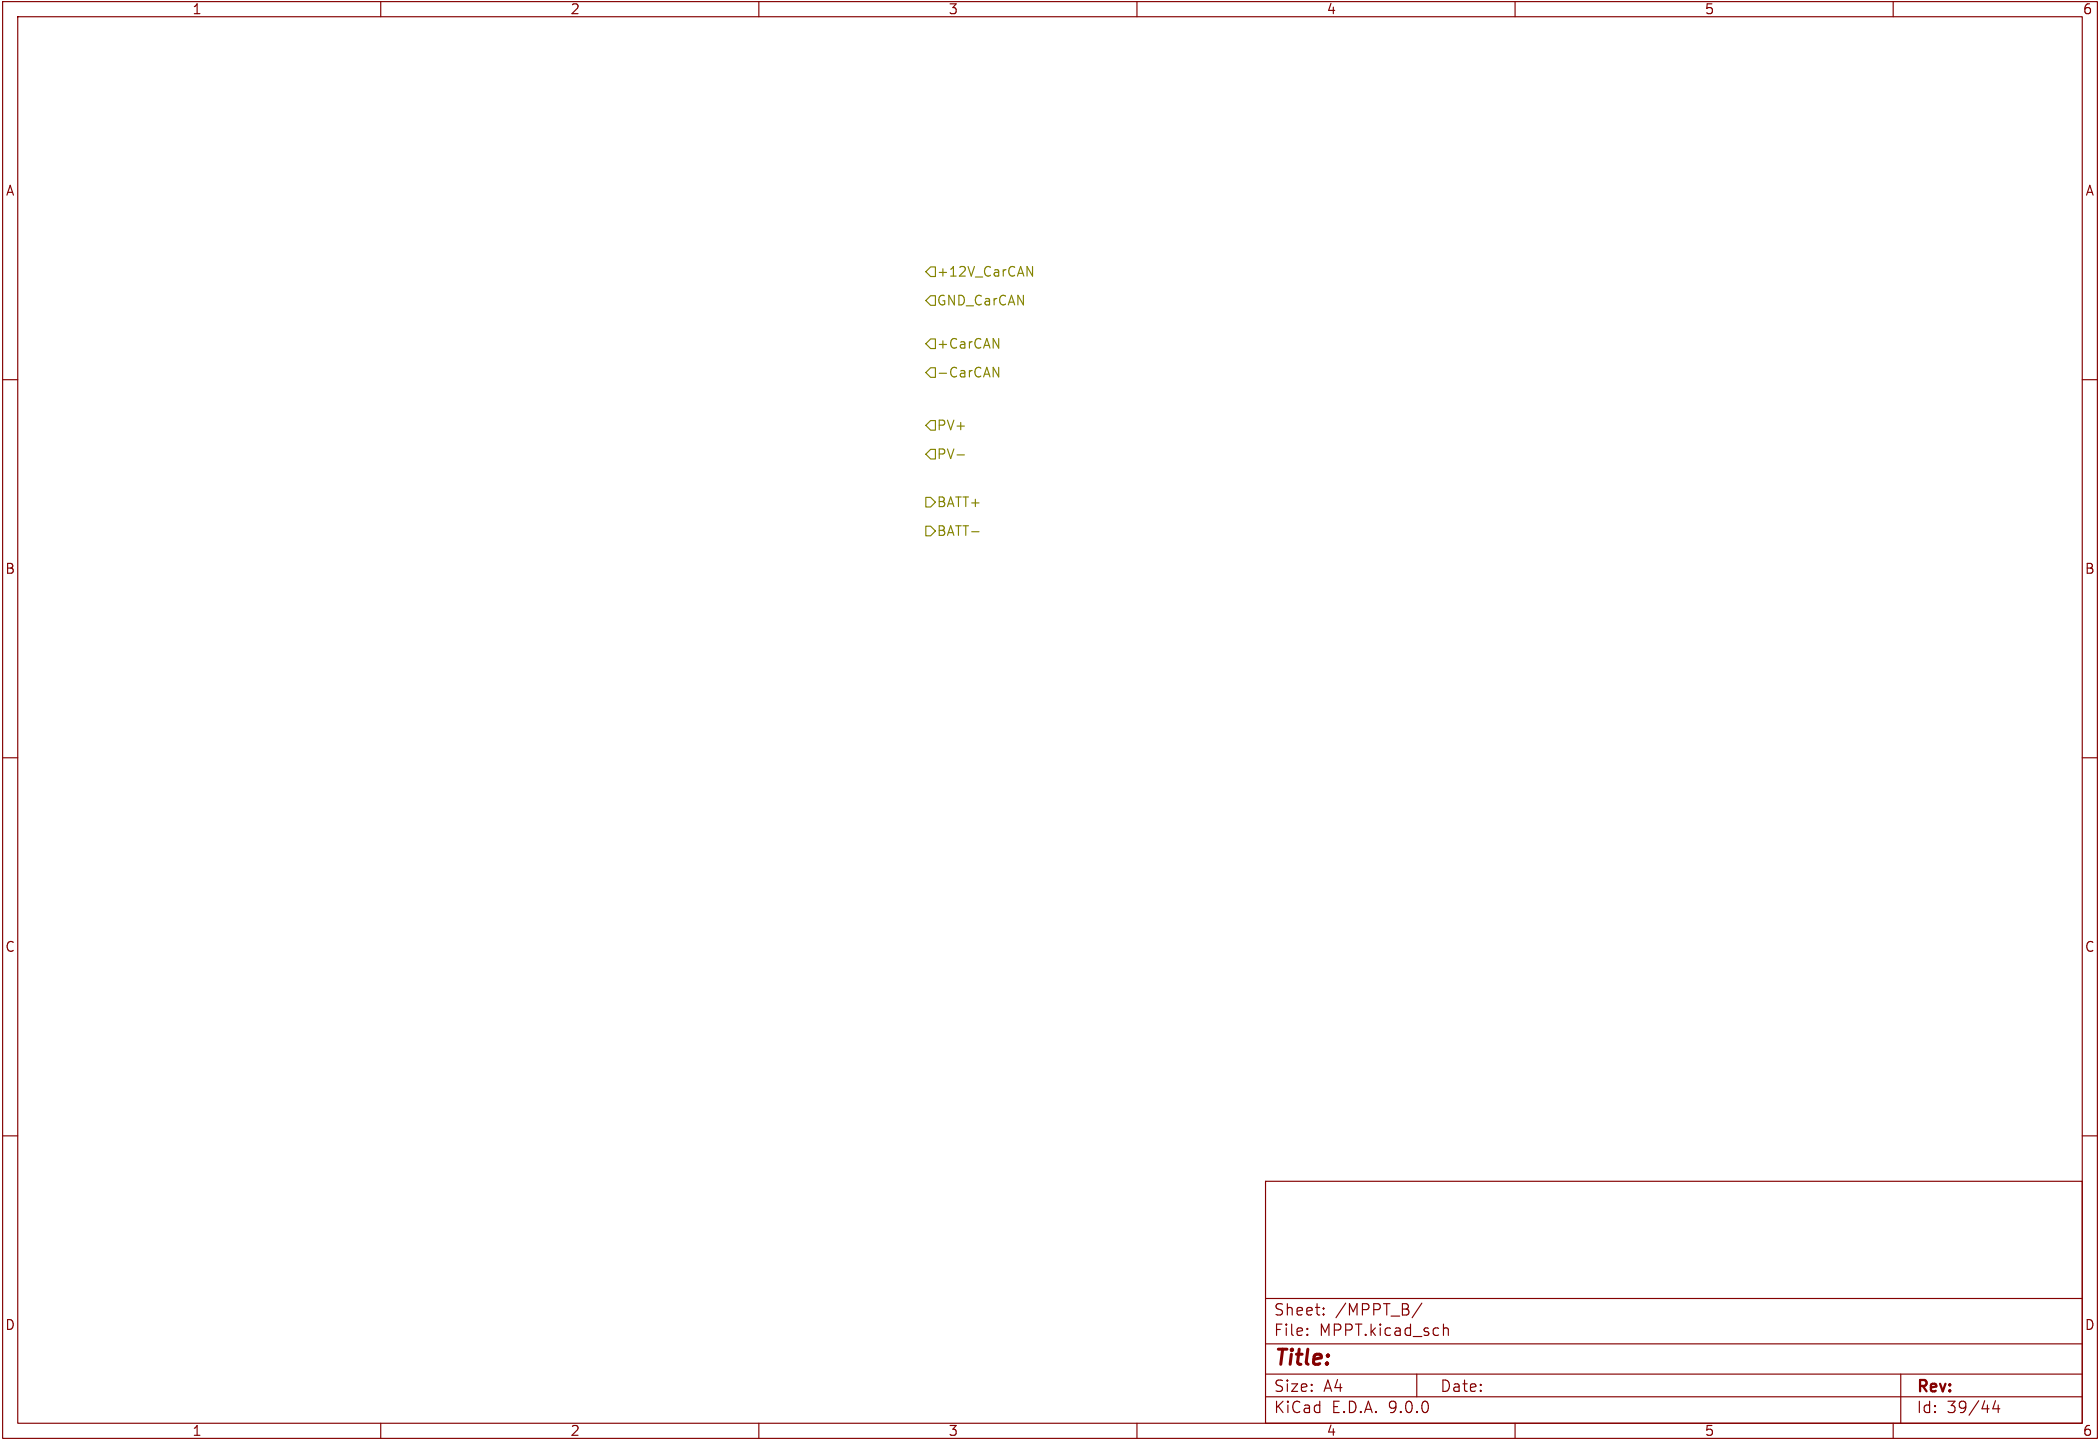 1 2 3 4 5 6
A A
+12V_CarCAN
GND_CarCAN
+CarCAN
-CarCAN
PV+
PV-
BATT+
BATT-
B B
C C
Sheet: /MPPT_B/
D D
File: MPPT.kicad_sch
Title:
Size: A4 Date: Rev:
KiCad E.D.A. 9.0.0 Id: 39/44
1 2 3 4 5 6